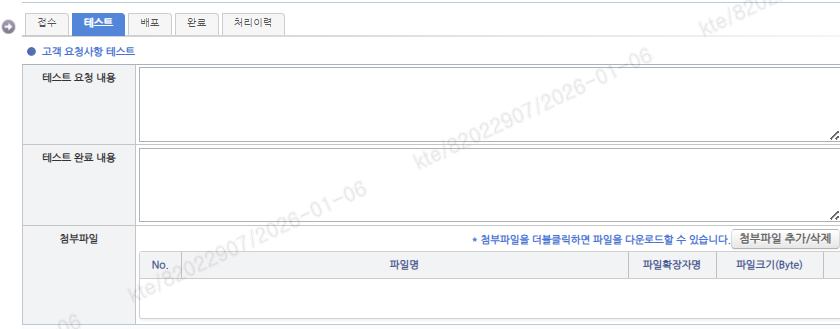 접수 테스트 배포 완료 처리이력
고객 요청사항 테스트
테스트 요청 내용
테스트 완료 내용
첨부파일
* 첨부파일을 더블클릭하면 파일을 다운로드할 수 있습니다. 첨부파일 추가/삭제
No. 파일명 파일확장자명 파일크기(Byte)
kte/82022907/2026-01-06
kte/82022907/2026-01-06
kte/8202
06